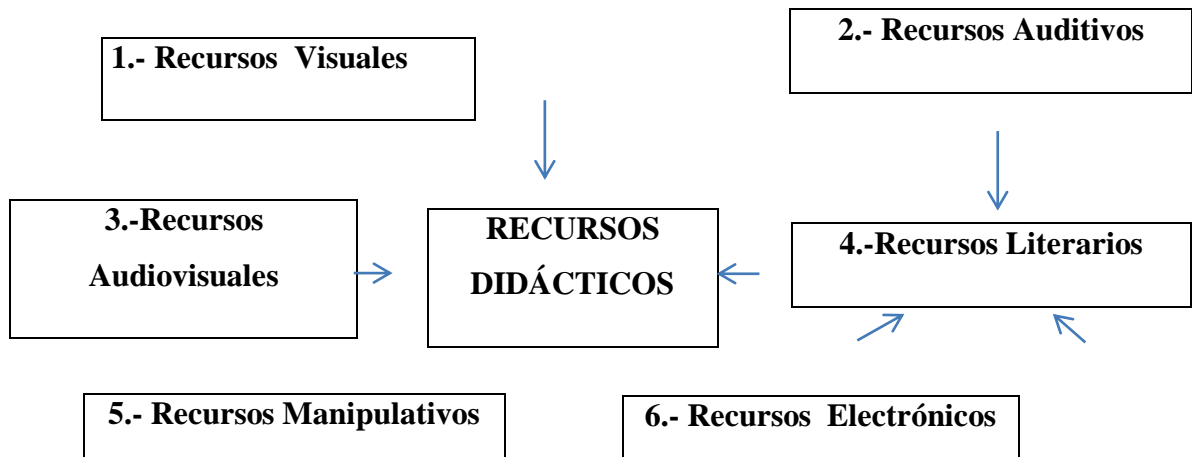 1.- Recursos  Visuales
2.- Recursos Auditivos
3.-Recursos
Audiovisuales
RECURSOS
DIDÁCTICOS
4.-Recursos Literarios
5.- Recursos Manipulativos
6.- Recursos  Electrónicos